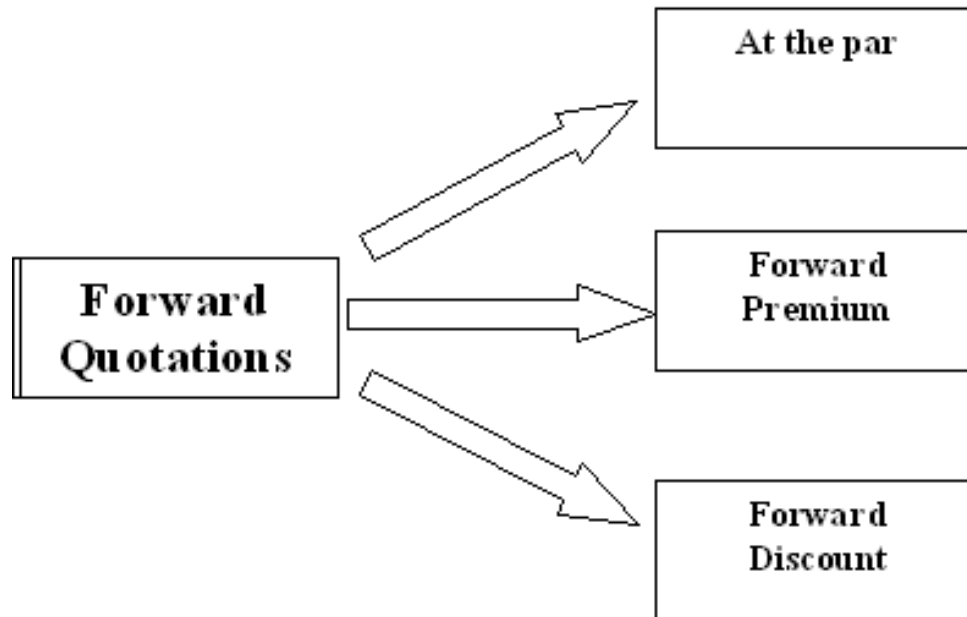 At the par
Forward
Quotations
Forward
Premium
Forward
Discount